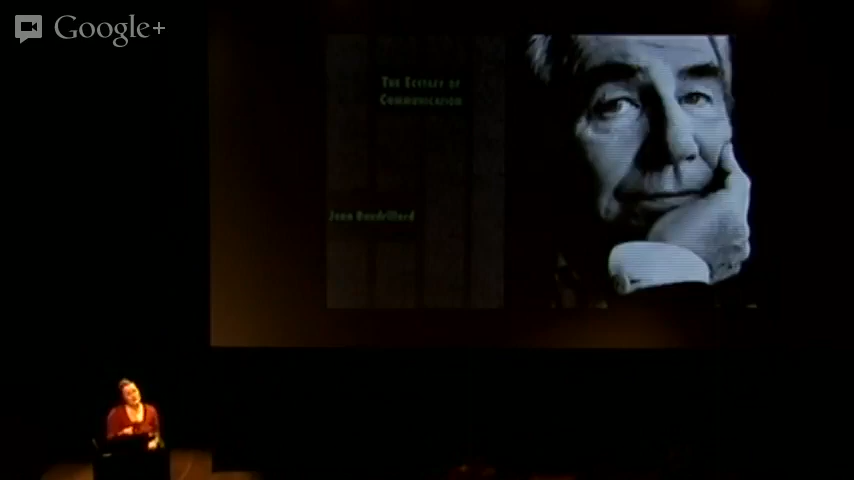 Google+
The Ecstasy of
Communication
Jean Baudrillard